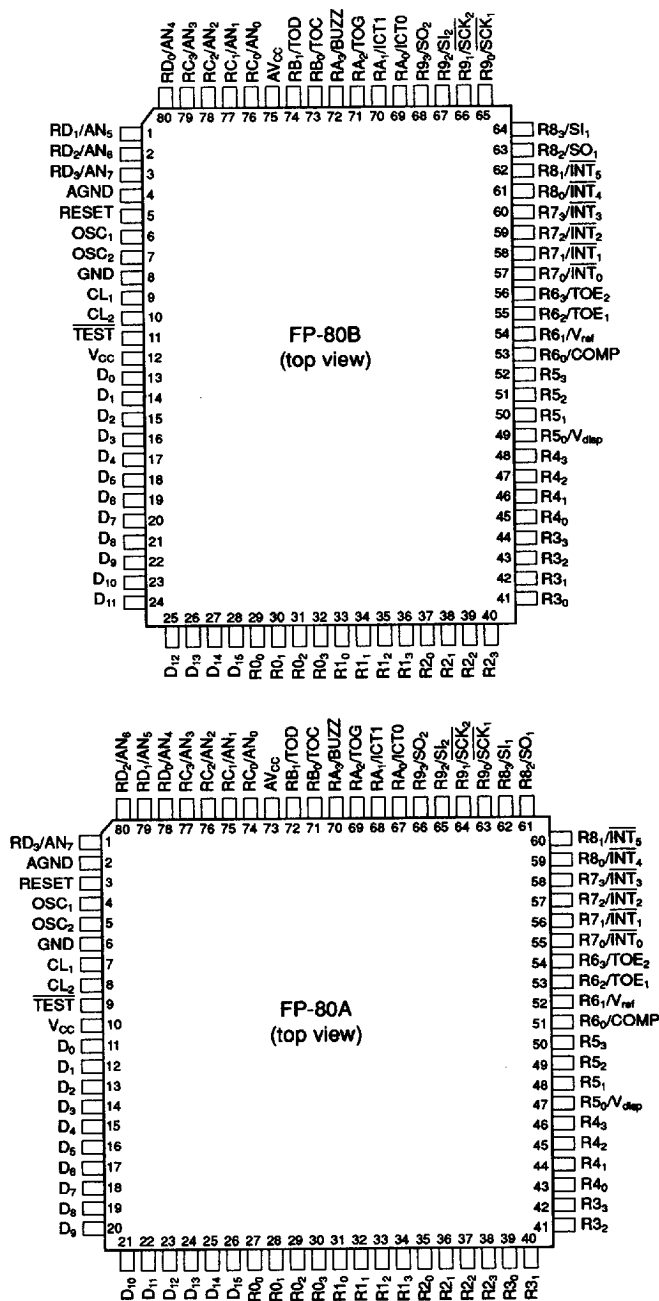 RD₀/AN₄ RC₃/AN₃ RC₂/AN₂ RC₁/AN₁ RC₀/AN₀ AVCC RB₁/TOD RB₀/TOC RA₃/BUZZ RA₂/TOG RA₁/ICT1 RA₀/ICT0 R9₃/SO₂ R9₂/SI₂ R9₁/S̅C̅K̅₂ R9₀/S̅C̅K̅₁
80 79 78 77 76 75 74 73 72 71 70 69 68 67 66 65
RD₁/AN₅ 1
RD₂/AN₆ 2
RD₃/AN₇ 3
AGND 4
RESET 5
OSC₁ 6
OSC₂ 7
GND 8
CL₁ 9
CL₂ 10
T̅E̅S̅T̅ 11
VCC 12
D₀ 13
D₁ 14
D₂ 15
D₃ 16
D₄ 17
D₅ 18
D₆ 19
D₇ 20
D₈ 21
D₉ 22
D₁₀ 23
D₁₁ 24
FP-80B
(top view)
64 R8₃/SI₁
63 R8₂/SO₁
62 R8₁/I̅N̅T̅₅
61 R8₀/I̅N̅T̅₄
60 R7₃/I̅N̅T̅₃
59 R7₂/I̅N̅T̅₂
58 R7₁/I̅N̅T̅₁
57 R7₀/I̅N̅T̅₀
56 R6₃/TOE₂
55 R6₂/TOE₁
54 R6₁/Vref
53 R6₀/COMP
52 R5₃
51 R5₂
50 R5₁
49 R5₀/Vdisp
48 R4₃
47 R4₂
46 R4₁
45 R4₀
44 R3₃
43 R3₂
42 R3₁
41 R3₀
25 26 27 28 29 30 31 32 33 34 35 36 37 38 39 40
D₁₂ D₁₃ D₁₄ D₁₅ R0₀ R0₁ R0₂ R0₃ R1₀ R1₁ R1₂ R1₃ R2₀ R2₁ R2₂ R2₃
RD₂/AN₆ RD₁/AN₅ RD₀/AN₄ RC₃/AN₃ RC₂/AN₂ RC₁/AN₁ RC₀/AN₀ AVCC RB₁/TOD RB₀/TOC RA₃/BUZZ RA₂/TOG RA₁/ICT1 RA₀/ICT0 R9₃/SO₂ R9₂/SI₂ R9₁/S̅C̅K̅₂ R9₀/S̅C̅K̅₁ R8₃/SI₁ R8₂/SO₁
80 79 78 77 76 75 74 73 72 71 70 69 68 67 66 65 64 63 62 61
RD₃/AN₇ 1
AGND 2
RESET 3
OSC₁ 4
OSC₂ 5
GND 6
CL₁ 7
CL₂ 8
T̅E̅S̅T̅ 9
VCC 10
D₀ 11
D₁ 12
D₂ 13
D₃ 14
D₄ 15
D₅ 16
D₆ 17
D₇ 18
D₈ 19
D₉ 20
FP-80A
(top view)
60 R8₁/I̅N̅T̅₅
59 R8₀/I̅N̅T̅₄
58 R7₃/I̅N̅T̅₃
57 R7₂/I̅N̅T̅₂
56 R7₁/I̅N̅T̅₁
55 R7₀/I̅N̅T̅₀
54 R6₃/TOE₂
53 R6₂/TOE₁
52 R6₁/Vref
51 R6₀/COMP
50 R5₃
49 R5₂
48 R5₁
47 R5₀/Vdisp
46 R4₃
45 R4₂
44 R4₁
43 R4₀
42 R3₃
41 R3₂
21 22 23 24 25 26 27 28 29 30 31 32 33 34 35 36 37 38 39 40
D₁₀ D₁₁ D₁₂ D₁₃ D₁₄ D₁₅ R0₀ R0₁ R0₂ R0₃ R1₀ R1₁ R1₂ R1₃ R2₀ R2₁ R2₂ R2₃ R3₀ R3₁